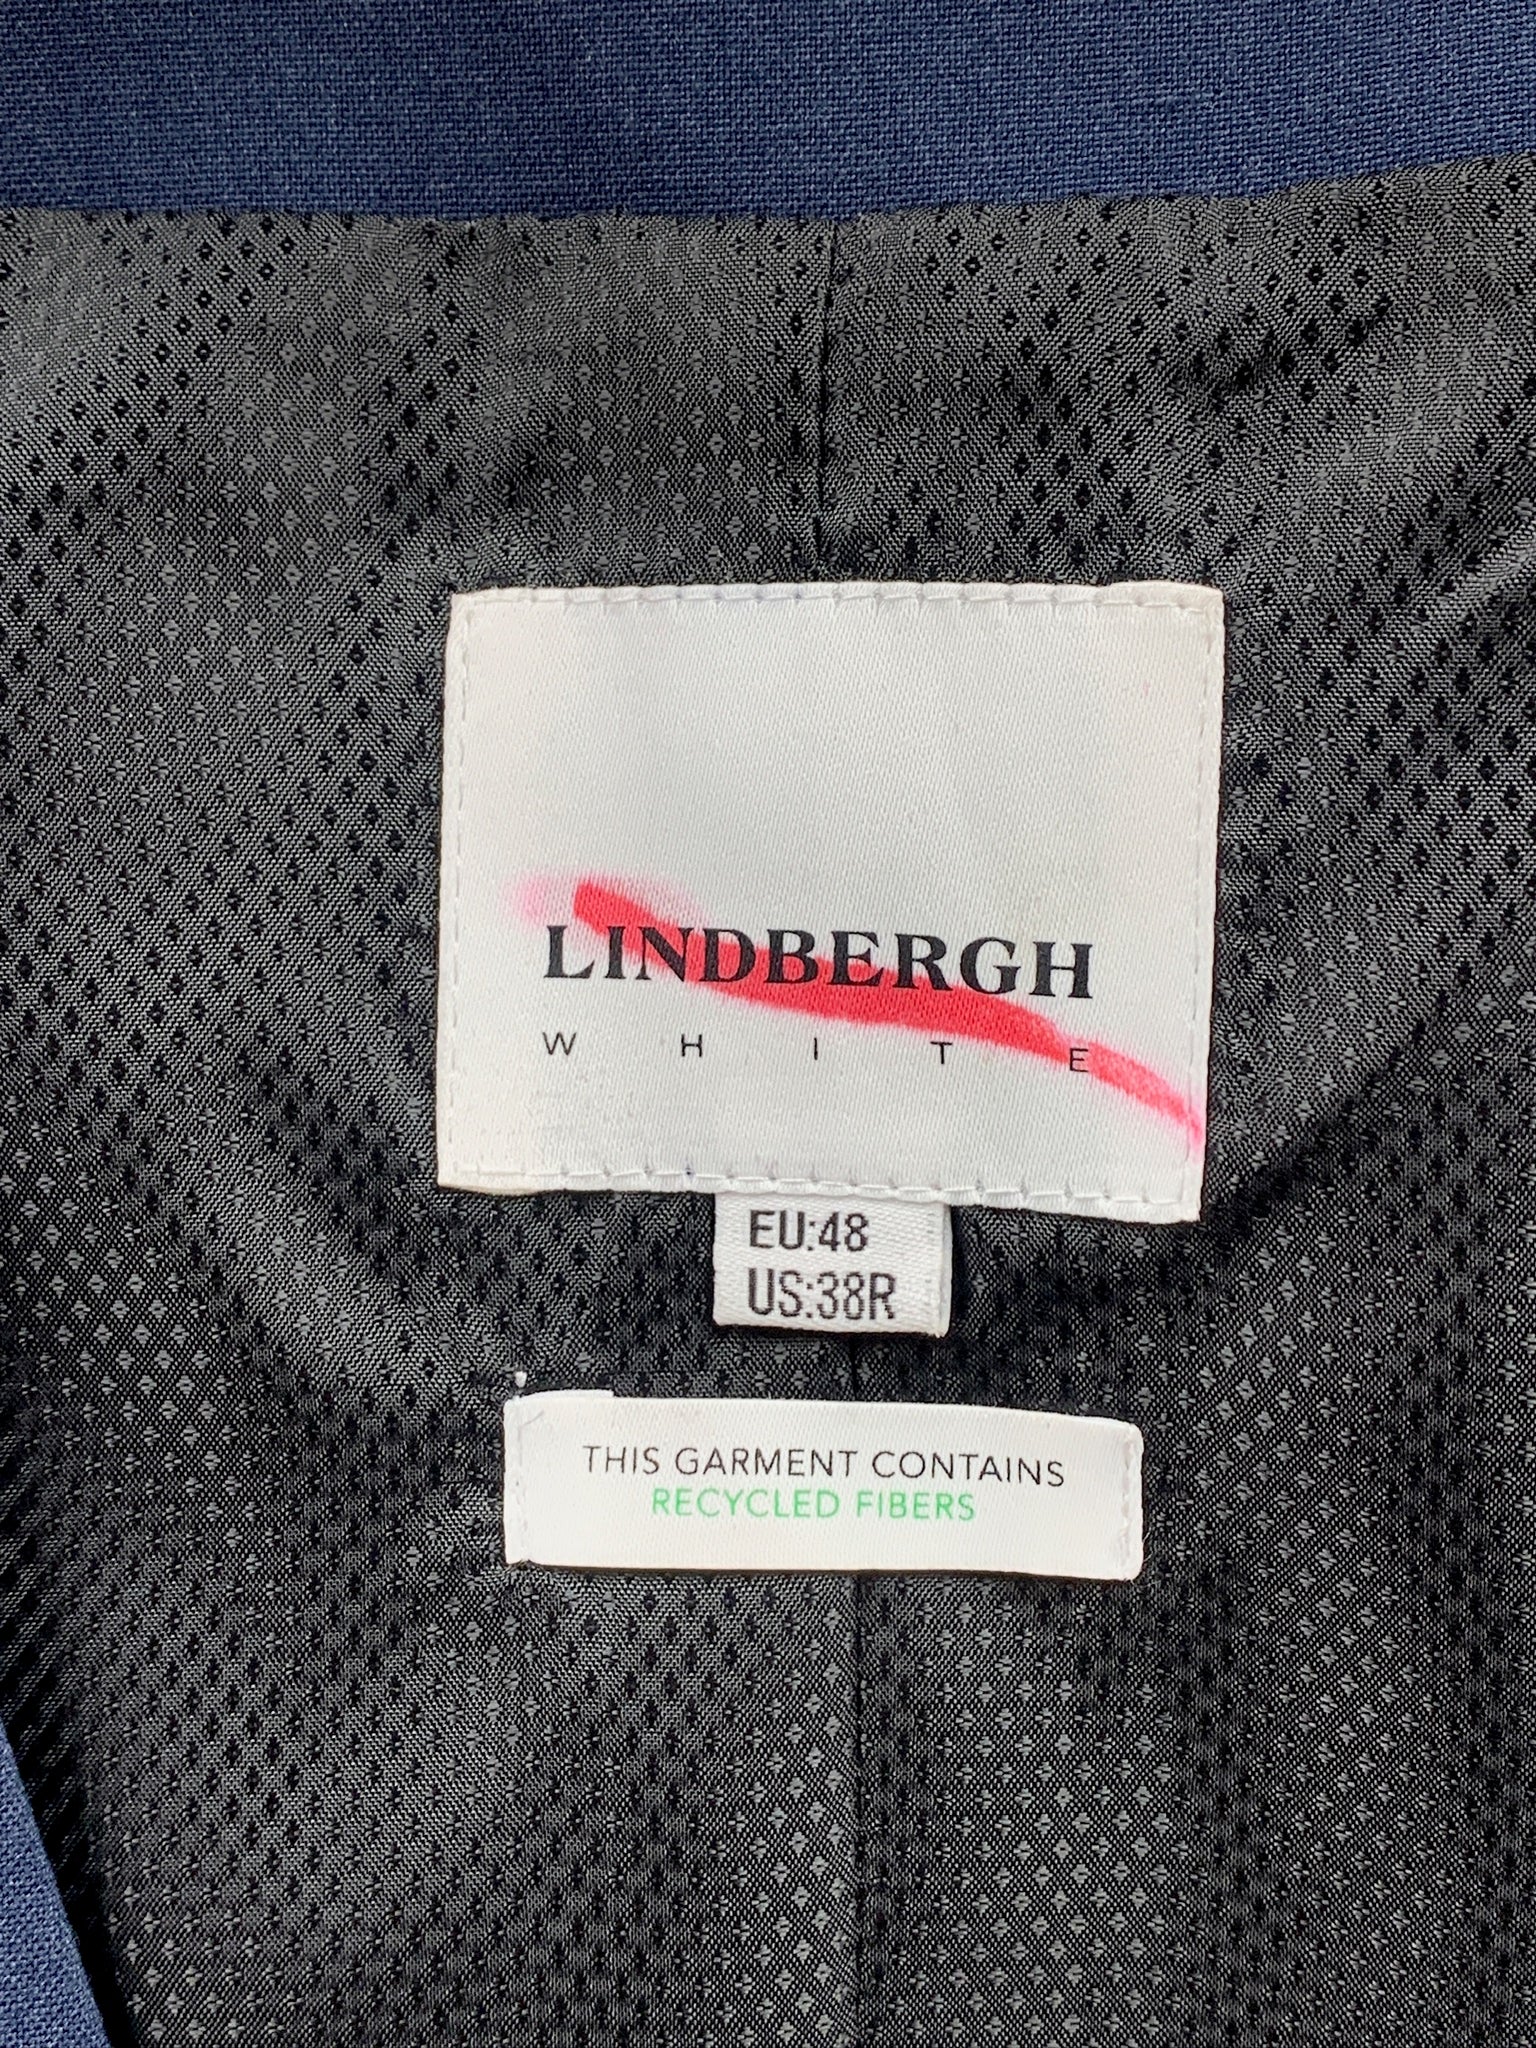 LINDBERGH
WHITE
EU:48
US:38R
THIS GARMENT CONTAINS
RECYCLED FIBERS